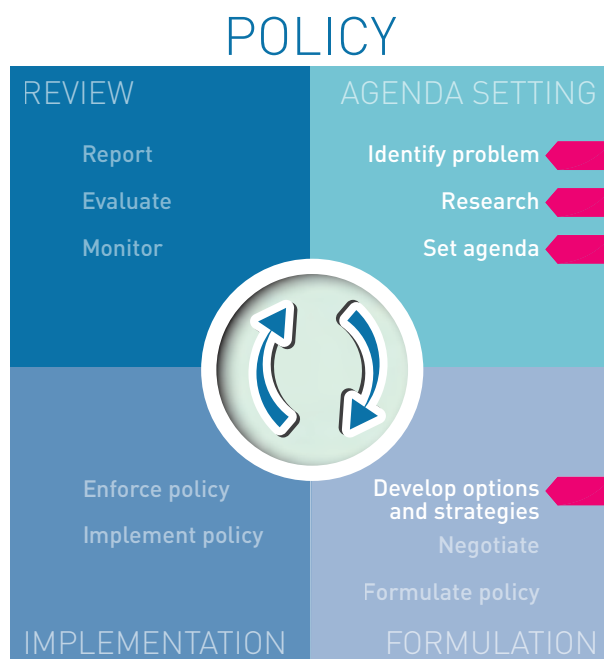 POLICY
REVIEW
Report
Evaluate
Monitor
AGENDA SETTING
Identify problem
Research
Set agenda
Enforce policy
Implement policy
IMPLEMENTATION
Develop options
and strategies
Negotiate
Formulate policy
FORMULATION